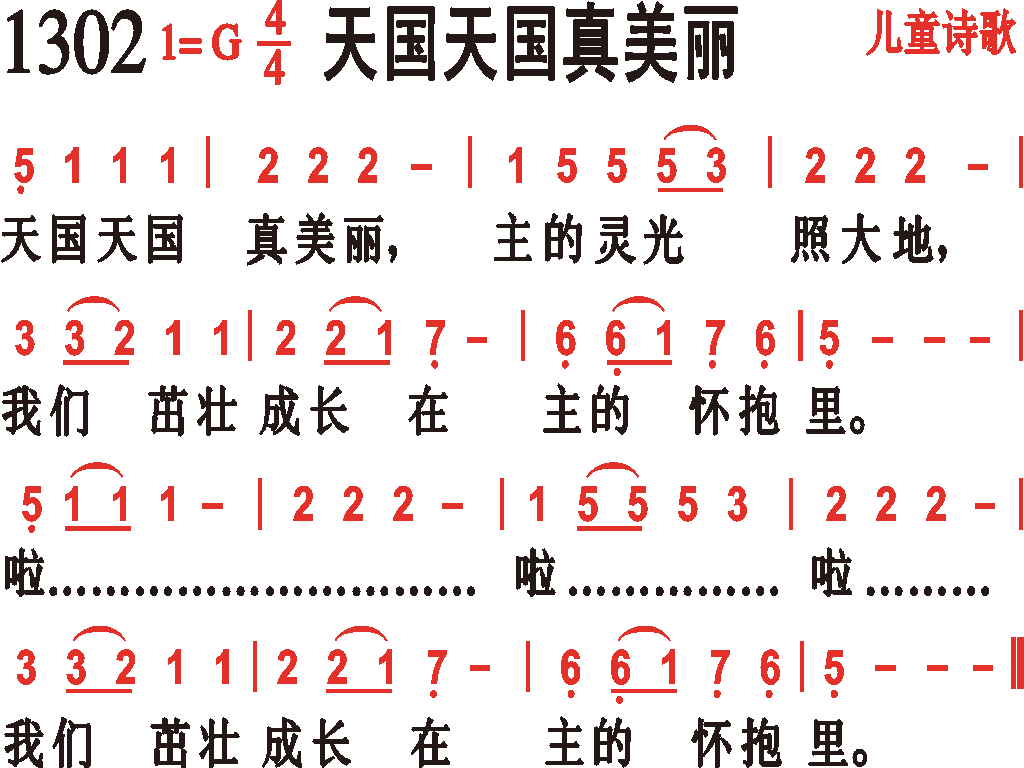 1302 1=G 4/4 天国天国真美丽 儿童诗歌
5̣ 1 1 1 | 2 2 2 – | 1 5 5 5 3 | 2 2 2 – |
天国天国 真美丽， 主的灵光 照大地，
3 3 2 1 1 | 2 2 1 7̣ – | 6̣ 6̣ 1 7̣ 6̣ | 5̣ – – – |
我们 茁壮 成长 在 主的 怀抱 里。
5̣ 1 1 1 – | 2 2 2 – | 1 5 5 5 3 | 2 2 2 – |
啦.............................. 啦............... 啦.........
3 3 2 1 1 | 2 2 1 7̣ – | 6̣ 6̣ 1 7̣ 6̣ | 5̣ – – – ‖
我们 茁壮 成长 在 主的 怀抱 里。